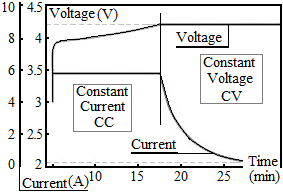 Voltage(V)
10
4.5
8
4
6
3.5
4
3
2
2.5
0
2
Voltage
Constant
Voltage
CV
Constant
Current
CC
Current
Time
(min)
10 15 20 25
Current(A)